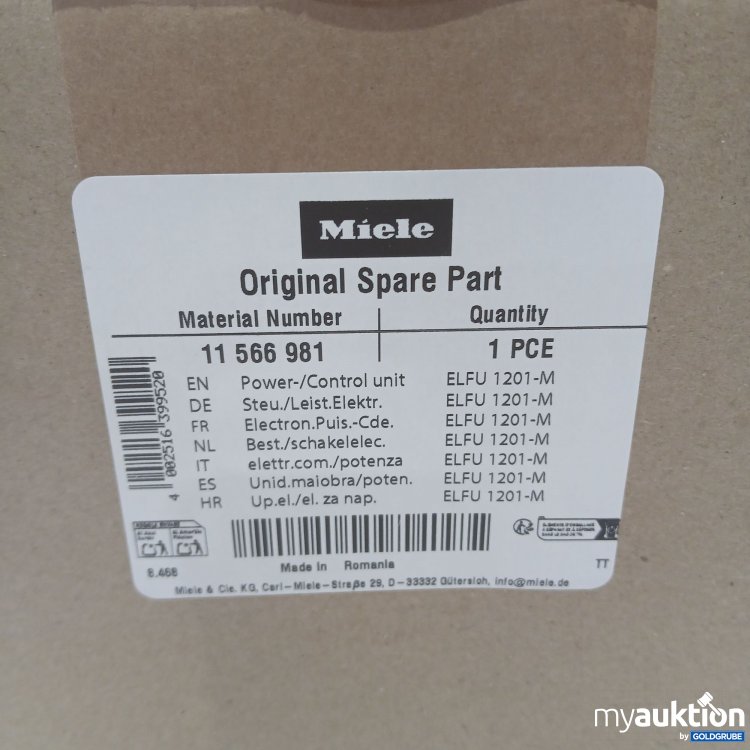 Miele
Original Spare Part
Material Number Quantity
11 566 981 1 PCE
EN Power-/Control unit ELFU 1201-M
DE Steu./Leist.Elektr. ELFU 1201-M
FR Electron.Puis.-Cde. ELFU 1201-M
NL Best./schakelelec. ELFU 1201-M
IT elettr.com./potenza ELFU 1201-M
ES Unid.maiobra/poten. ELFU 1201-M
HR Up.el./el. za nap. ELFU 1201-M
4 002516 399520
8.468
Made in Romania
TT
Miele & Cie. KG, Carl-Miele-Straße 29, D-33332 Gütersloh, info@miele.de
myauktion
by GOLDGRUBE